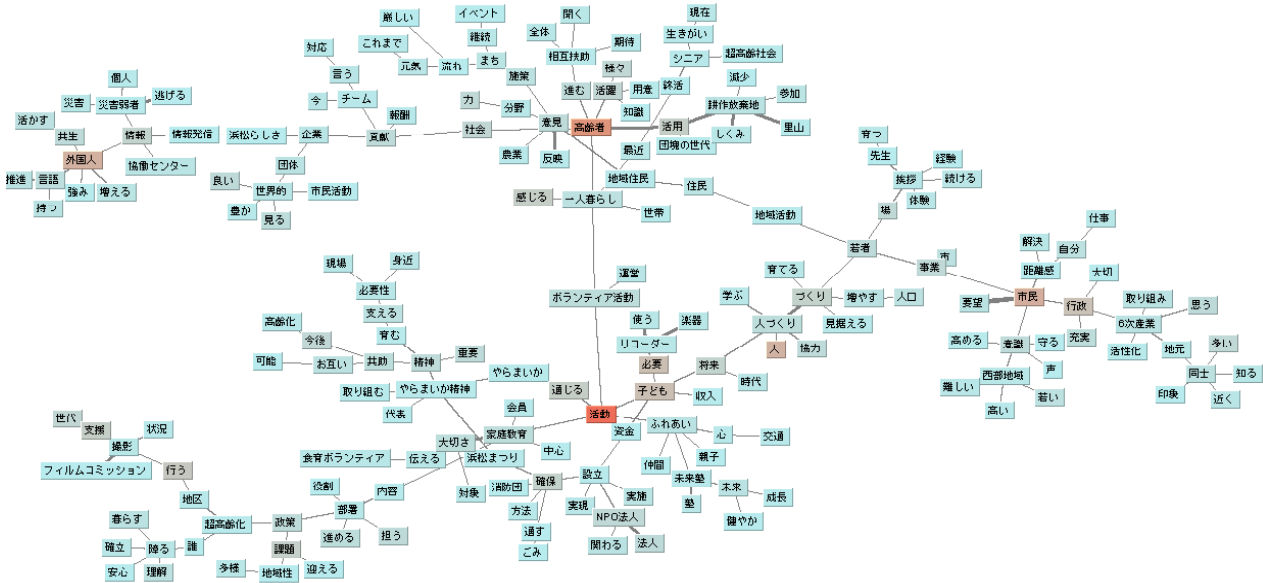 厳しい
イベント
聞く
現在
全体
生きがい
対応
これまで
継続
期待
相互扶助
シニア
超高齢社会
元気
流れ
まち
言う
施策
様々
減少
個人
進む
活躍
用意
終活
参加
災害
災害弱者
逃げる
今
チーム
力
分野
知識
耕作放棄地
活かす
報酬
意見
高齢者
活用
しくみ
里山
共生
情報
情報発信
浜松らしさ
企業
貢献
社会
団塊の世代
育つ
外国人
協働センター
団体
農業
反映
最近
先生
経験
推進
言語
強み
増える
良い
世界的
市民活動
地域住民
住民
挨拶
続ける
持つ
豊か
見る
感じる
一人暮らし
世帯
地域活動
場
体験
仕事
解決
自分
若者
市
事業
距離感
大切
現場
身近
運営
育てる
必要性
ボランティア活動
学ぶ
づくり
増やす
人口
要望
市民
行政
取り組み
思う
支える
使う
楽器
人づくり
見据える
6次産業
高齢化
今後
育む
リコーダー
人
協力
高める
意識
守る
充実
活性化
地元
多い
可能
お互い
共助
精神
重要
必要
将来
声
西部地域
同士
知る
取り組む
やらまいか精神
やらまいか
通じる
子ども
収入
時代
難しい
若い
印象
近く
代表
会員
活動
高い
世代
支援
状況
大切さ
家庭教育
資金
ふれあい
心
交通
撮影
食育ボランティア
伝える
浜松まつり
中心
仲間
親子
フィルムコミッション
行う
役割
内容
対象
消防団
確保
設立
未来塾
未来
成長
地区
実現
実施
塾
暮らす
超高齢化
政策
部署
方法
NPO法人
健やか
確立
障る
誰
課題
進める
担う
通す
関わる
法人
安心
理解
多様
地域性
迎える
ごみ